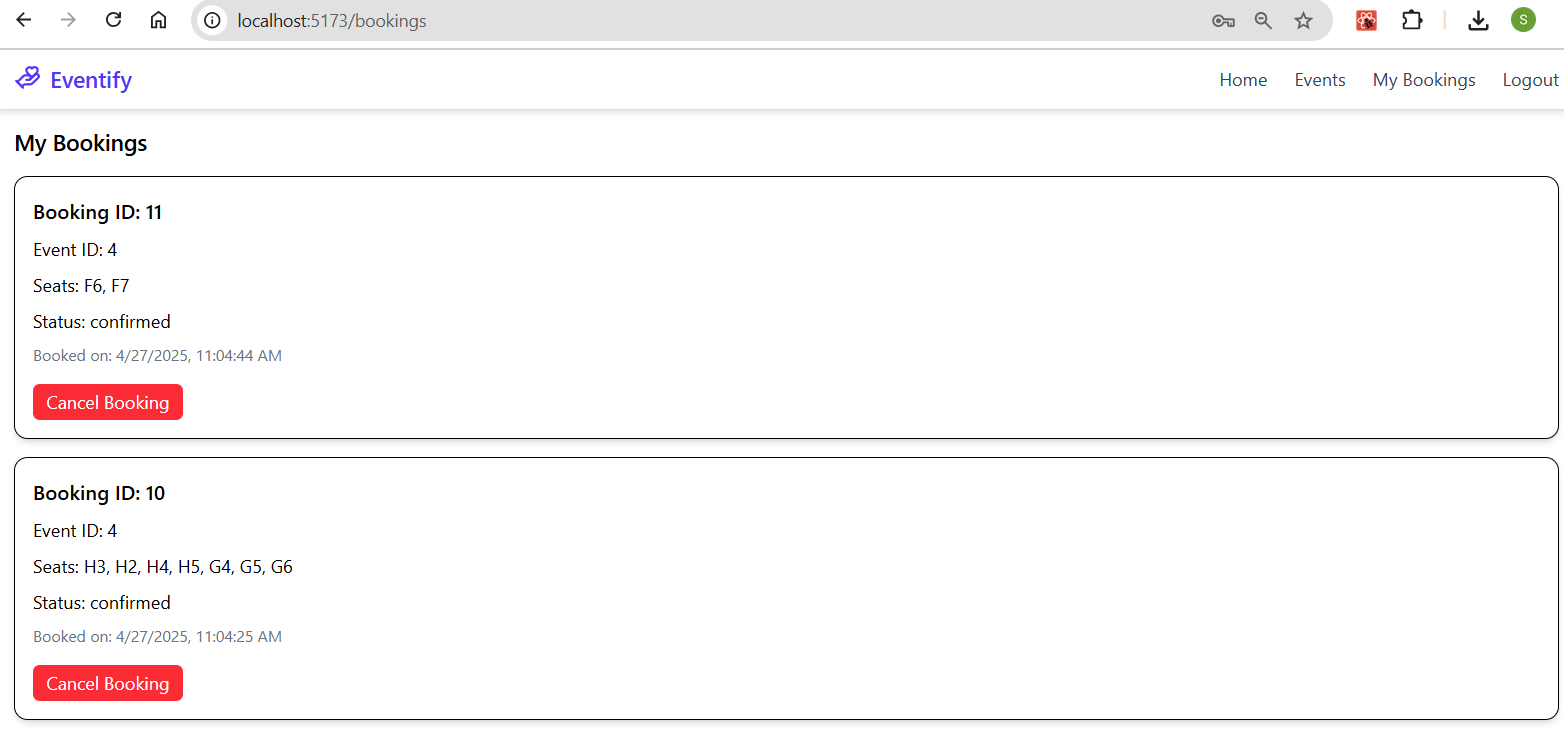 localhost:5173/bookings
S
Eventify
Home Events My Bookings Logout
My Bookings
Booking ID: 11
Event ID: 4
Seats: F6, F7
Status: confirmed
Booked on: 4/27/2025, 11:04:44 AM
Cancel Booking
Booking ID: 10
Event ID: 4
Seats: H3, H2, H4, H5, G4, G5, G6
Status: confirmed
Booked on: 4/27/2025, 11:04:25 AM
Cancel Booking